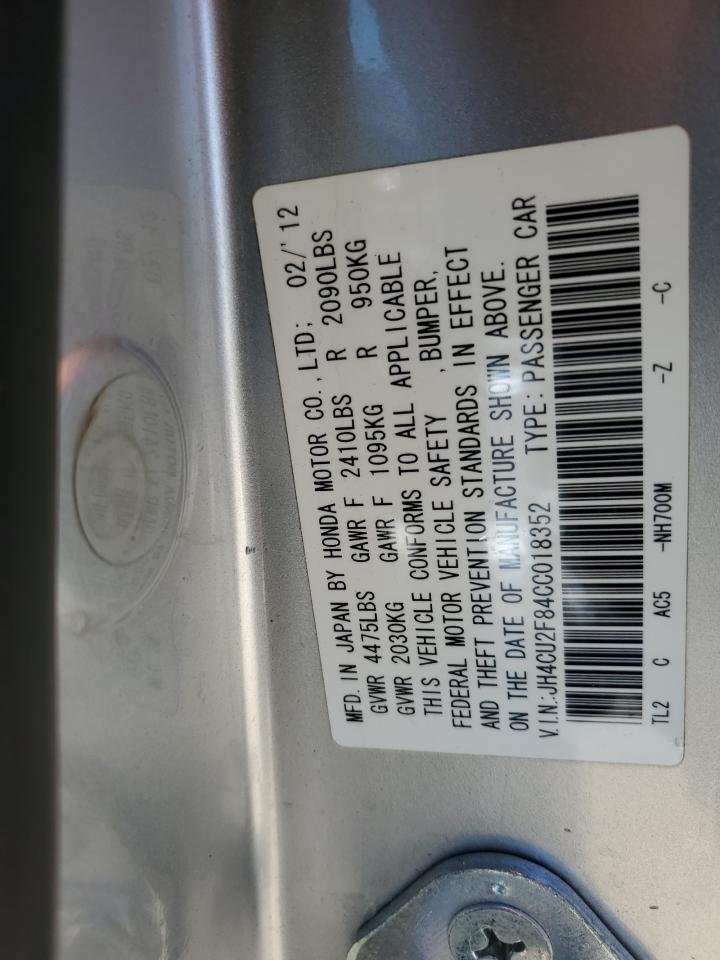 MFD. IN JAPAN BY HONDA MOTOR CO., LTD; 02/'12
GVWR 4475LBS GAWR F 2410LBS R 2090LBS
GVWR 2030KG GAWR F 1095KG R 950KG
THIS VEHICLE CONFORMS TO ALL APPLICABLE
FEDERAL MOTOR VEHICLE SAFETY ,BUMPER,
AND THEFT PREVENTION STANDARDS IN EFFECT
ON THE DATE OF MANUFACTURE SHOWN ABOVE.
V.I.N.:JH4CU2F84CC018352 TYPE:PASSENGER CAR
TL2 C AC5 -NH700M -Z -C